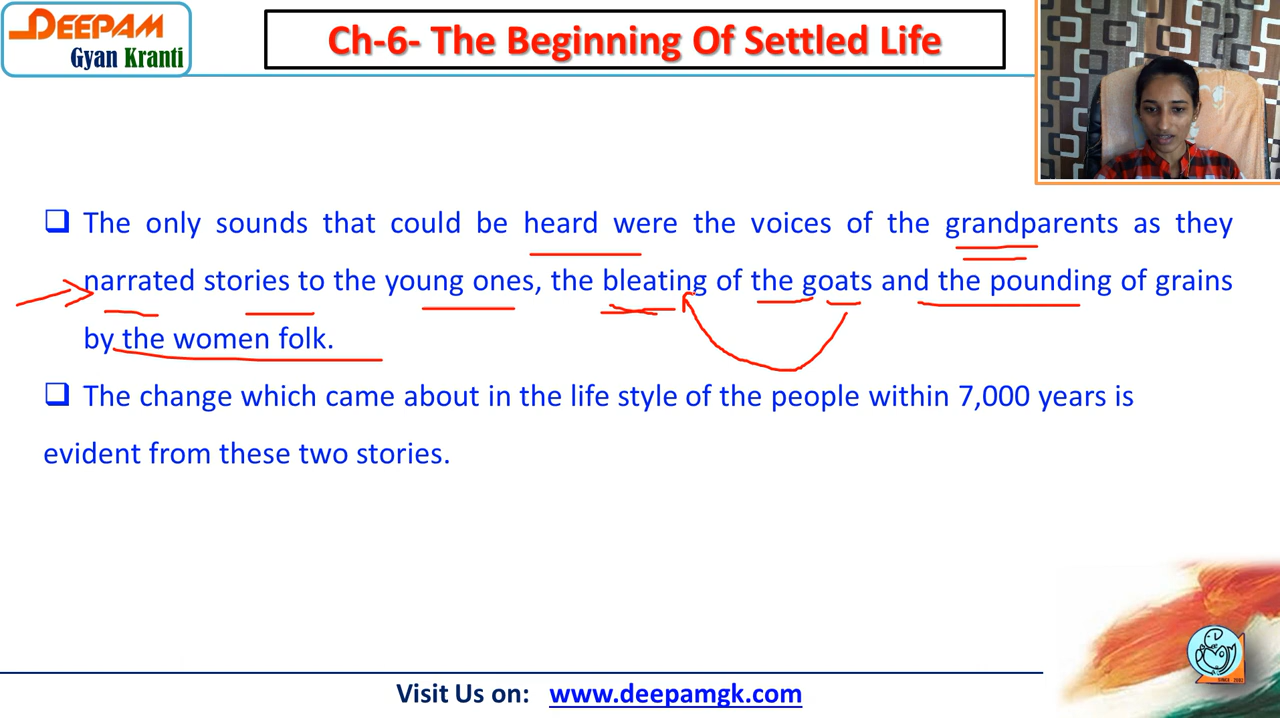 DEEPAM
Gyan Kranti
Ch-6- The Beginning Of Settled Life
❑ The only sounds that could be heard were the voices of the grandparents as they
narrated stories to the young ones, the bleating of the goats and the pounding of grains
by the women folk.
❑ The change which came about in the life style of the people within 7,000 years is
evident from these two stories.
Visit Us on: www.deepamgk.com